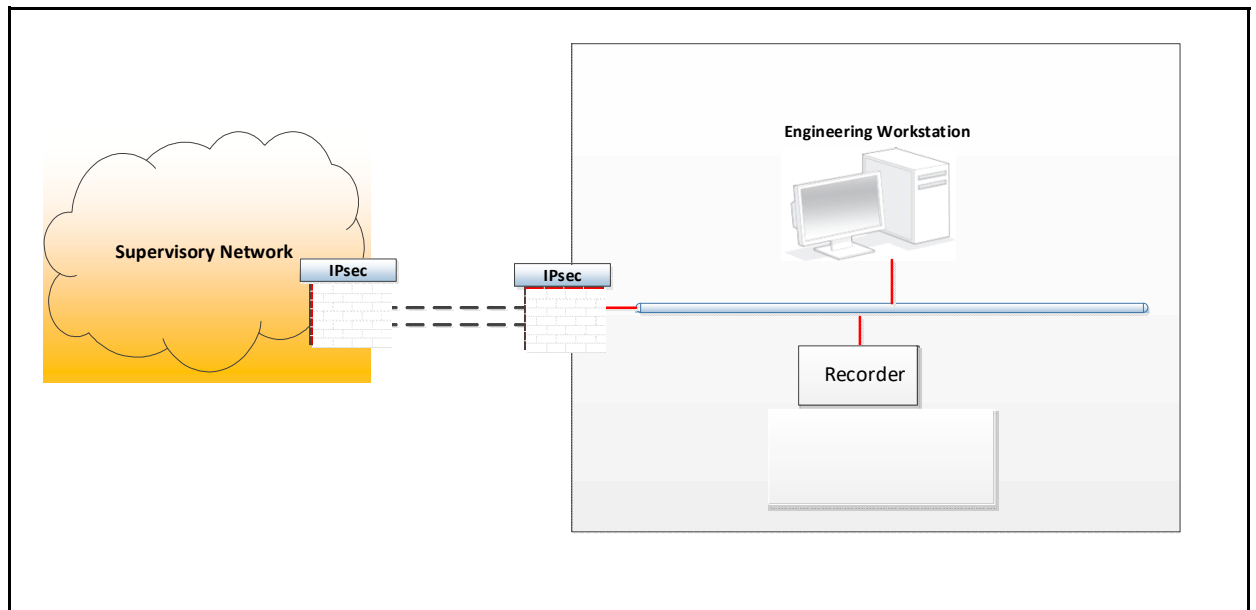 Engineering Workstation
Supervisory Network
IPsec
IPsec
Recorder